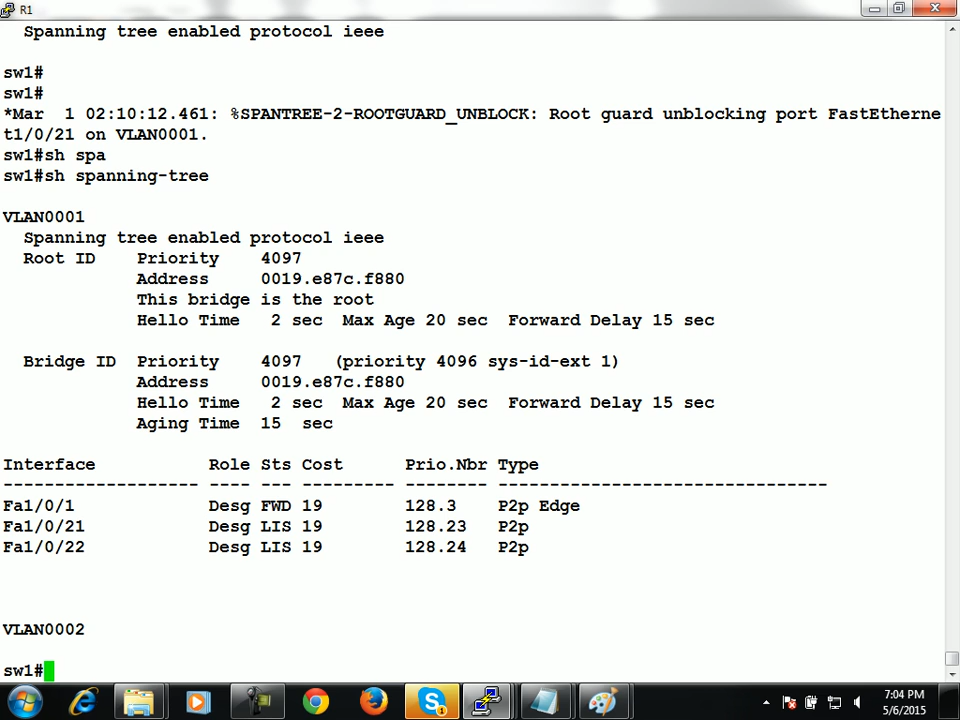 R1
Spanning tree enabled protocol ieee
sw1#
sw1#
*Mar  1 02:10:12.461: %SPANTREE-2-ROOTGUARD_UNBLOCK: Root guard unblocking port FastEtherne
t1/0/21 on VLAN0001.
sw1#sh spa
sw1#sh spanning-tree
VLAN0001
Spanning tree enabled protocol ieee
Root ID    Priority    4097
Address     0019.e87c.f880
This bridge is the root
Hello Time   2 sec  Max Age 20 sec  Forward Delay 15 sec
Bridge ID  Priority    4097   (priority 4096 sys-id-ext 1)
Address     0019.e87c.f880
Hello Time   2 sec  Max Age 20 sec  Forward Delay 15 sec
Aging Time  15  sec
Interface           Role Sts Cost      Prio.Nbr Type
------------------- ---- --- --------- -------- --------------------------------
Fa1/0/1             Desg FWD 19        128.3    P2p Edge
Fa1/0/21            Desg LIS 19        128.23   P2p
Fa1/0/22            Desg LIS 19        128.24   P2p
VLAN0002
sw1#
7:04 PM
5/6/2015